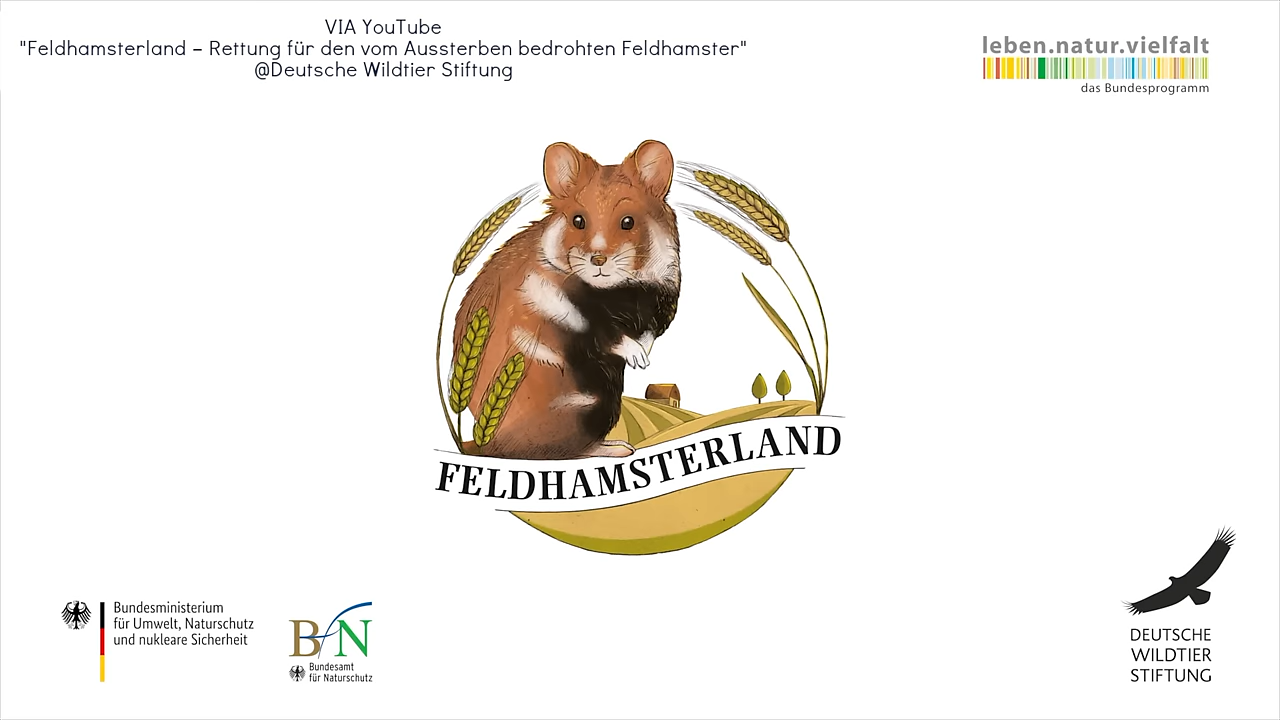 VIA YouTube
"Feldhamsterland – Rettung für den vom Aussterben bedrohten Feldhamster"
@Deutsche Wildtier Stiftung
leben.natur.vielfalt
das Bundesprogramm
FELDHAMSTERLAND
Bundesministerium
für Umwelt, Naturschutz
und nukleare Sicherheit
BfN
Bundesamt
für Naturschutz
DEUTSCHE
WILDTIER
STIFTUNG